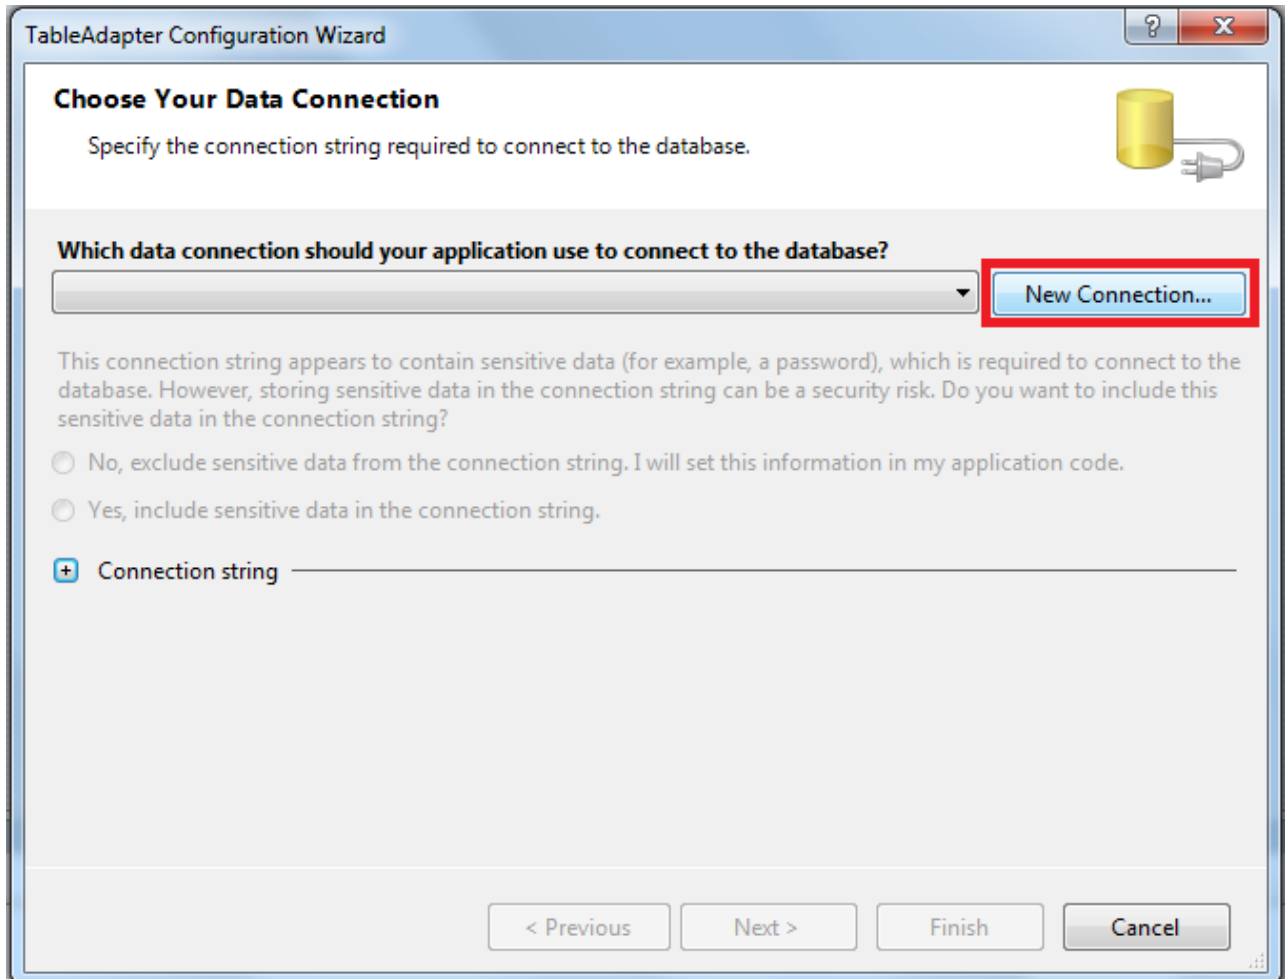 TableAdapter Configuration Wizard
?
X
Choose Your Data Connection
Specify the connection string required to connect to the database.
Which data connection should your application use to connect to the database?
New Connection...
This connection string appears to contain sensitive data (for example, a password), which is required to connect to the
database. However, storing sensitive data in the connection string can be a security risk. Do you want to include this
sensitive data in the connection string?
No, exclude sensitive data from the connection string. I will set this information in my application code.
Yes, include sensitive data in the connection string.
+ Connection string
< Previous
Next >
Finish
Cancel